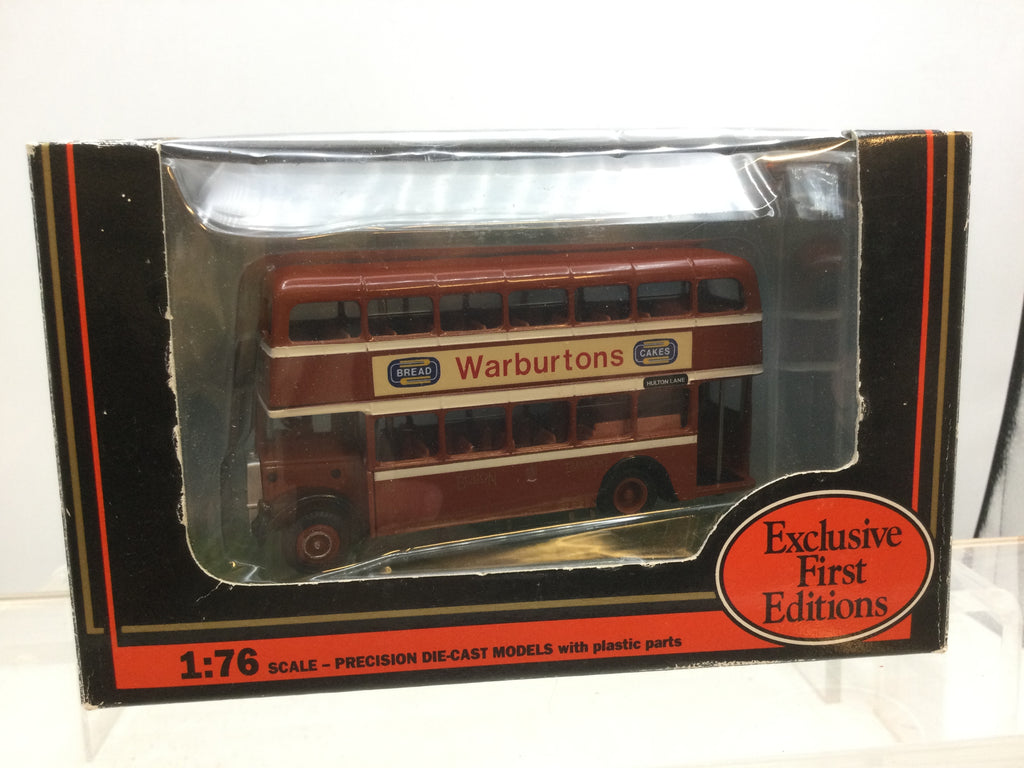 BREAD Warburtons CAKES
HULTON LANE
Exclusive
First
Editions
1:76 SCALE – PRECISION DIE-CAST MODELS with plastic parts